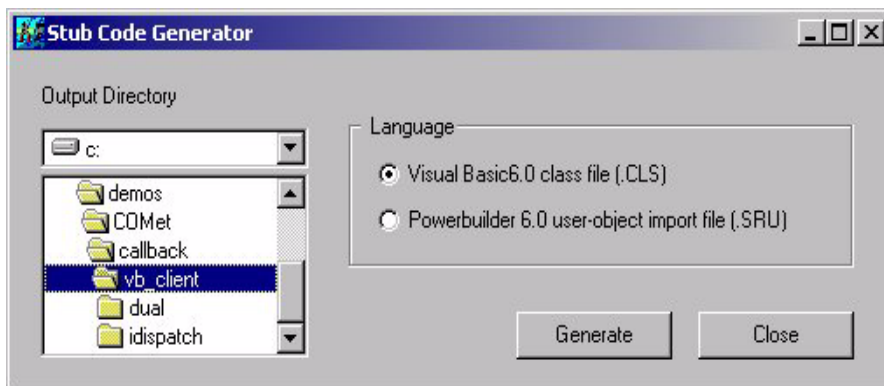 Stub Code Generator
Output Directory
c:
demos
COMet
callback
vb_client
dual
idispatch
Language
Visual Basic6.0 class file (.CLS)
Powerbuilder 6.0 user-object import file (.SRU)
Generate
Close